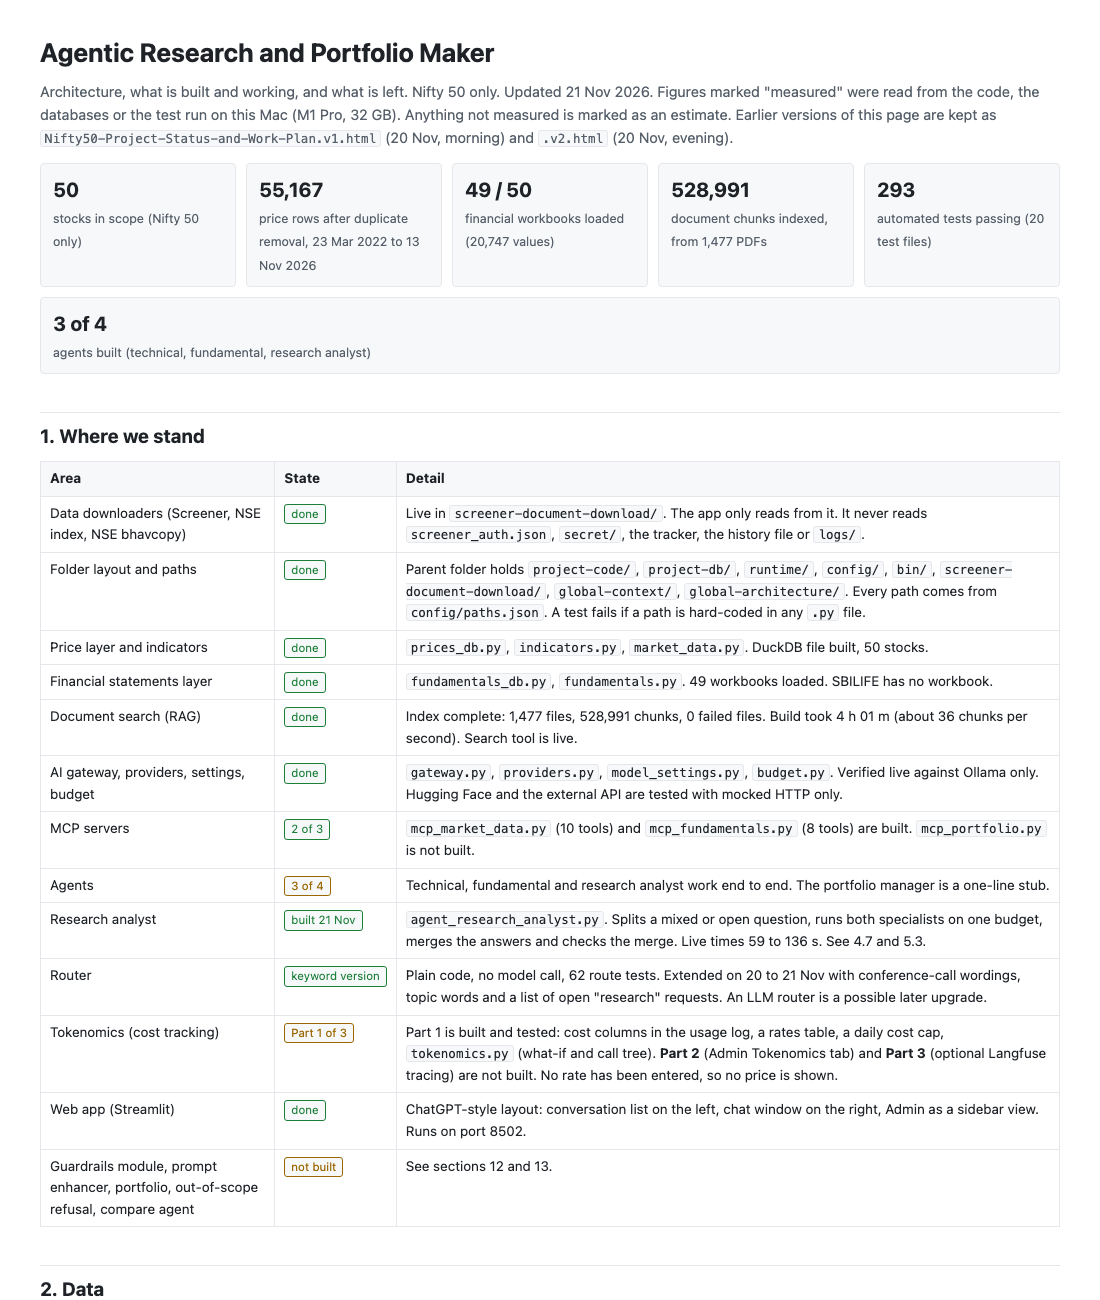 Agentic Research and Portfolio Maker
Architecture, what is built and working, and what is left. Nifty 50 only. Updated 21 Nov 2026. Figures marked "measured" were read from the code, the
databases or the test run on this Mac (M1 Pro, 32 GB). Anything not measured is marked as an estimate. Earlier versions of this page are kept as
Nifty50-Project-Status-and-Work-Plan.v1.html (20 Nov, morning) and .v2.html (20 Nov, evening).
50
stocks in scope (Nifty 50
only)
55,167
price rows after duplicate
removal, 23 Mar 2022 to 13
Nov 2026
49 / 50
financial workbooks loaded
(20,747 values)
528,991
document chunks indexed,
from 1,477 PDFs
293
automated tests passing (20
test files)
3 of 4
agents built (technical, fundamental, research analyst)
1. Where we stand
Area State Detail
Data downloaders (Screener, NSE
index, NSE bhavcopy)
done
Live in screener-document-download/. The app only reads from it. It never reads
screener_auth.json, secret/, the tracker, the history file or logs/.
Folder layout and paths
done
Parent folder holds project-code/, project-db/, runtime/, config/, bin/, screener-
document-download/, global-context/, global-architecture/. Every path comes from
config/paths.json. A test fails if a path is hard-coded in any .py file.
Price layer and indicators
done
prices_db.py, indicators.py, market_data.py. DuckDB file built, 50 stocks.
Financial statements layer
done
fundamentals_db.py, fundamentals.py. 49 workbooks loaded. SBILIFE has no workbook.
Document search (RAG)
done
Index complete: 1,477 files, 528,991 chunks, 0 failed files. Build took 4 h 01 m (about 36 chunks per
second). Search tool is live.
AI gateway, providers, settings,
budget
done
gateway.py, providers.py, model_settings.py, budget.py. Verified live against Ollama only.
Hugging Face and the external API are tested with mocked HTTP only.
MCP servers
2 of 3
mcp_market_data.py (10 tools) and mcp_fundamentals.py (8 tools) are built. mcp_portfolio.py
is not built.
Agents
3 of 4
Technical, fundamental and research analyst work end to end. The portfolio manager is a one-line stub.
Research analyst
built 21 Nov
agent_research_analyst.py. Splits a mixed or open question, runs both specialists on one budget,
merges the answers and checks the merge. Live times 59 to 136 s. See 4.7 and 5.3.
Router
keyword version
Plain code, no model call, 62 route tests. Extended on 20 to 21 Nov with conference-call wordings,
topic words and a list of open "research" requests. An LLM router is a possible later upgrade.
Tokenomics (cost tracking)
Part 1 of 3
Part 1 is built and tested: cost columns in the usage log, a rates table, a daily cost cap,
tokenomics.py (what-if and call tree). Part 2 (Admin Tokenomics tab) and Part 3 (optional Langfuse
tracing) are not built. No rate has been entered, so no price is shown.
Web app (Streamlit)
done
ChatGPT-style layout: conversation list on the left, chat window on the right, Admin as a sidebar view.
Runs on port 8502.
Guardrails module, prompt
enhancer, portfolio, out-of-scope
refusal, compare agent
not built
See sections 12 and 13.
2. Data